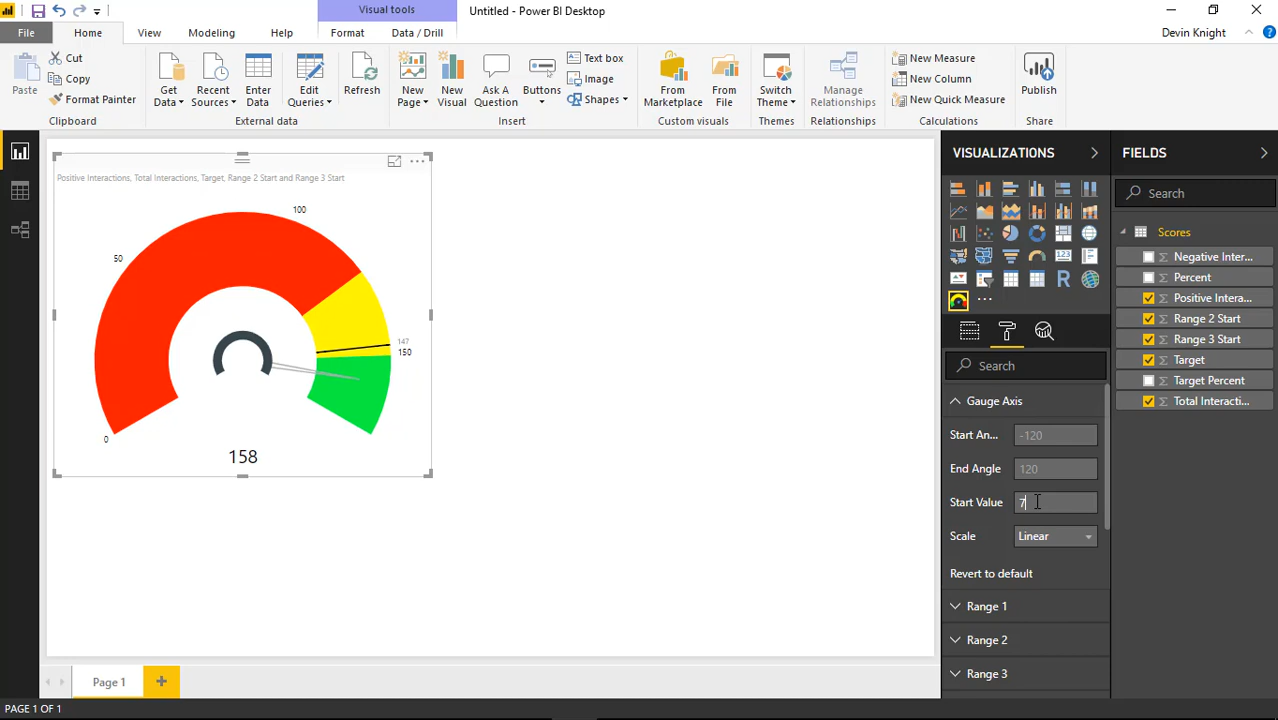 Visual tools
Untitled - Power BI Desktop
File
Home
View
Modeling
Help
Format
Data / Drill
Devin Knight
Paste
Cut
Copy
Format Painter
Clipboard
Get Data
Recent Sources
Enter Data
Edit Queries
Refresh
External data
New Page
New Visual
Ask A Question
Buttons
Text box
Image
Shapes
Insert
From Marketplace
From File
Custom visuals
Switch Theme
Themes
Manage Relationships
Relationships
New Measure
New Column
New Quick Measure
Calculations
Publish
Share
Positive Interactions, Total Interactions, Target, Range 2 Start and Range 3 Start
0
50
100
147
150
158
VISUALIZATIONS
R
Search
Gauge Axis
Start An... -120
End Angle 120
Start Value 7
Scale Linear
Revert to default
Range 1
Range 2
Range 3
FIELDS
Search
Scores
Negative Inter...
Percent
Positive Intera...
Range 2 Start
Range 3 Start
Target
Target Percent
Total Interacti...
Page 1
PAGE 1 OF 1